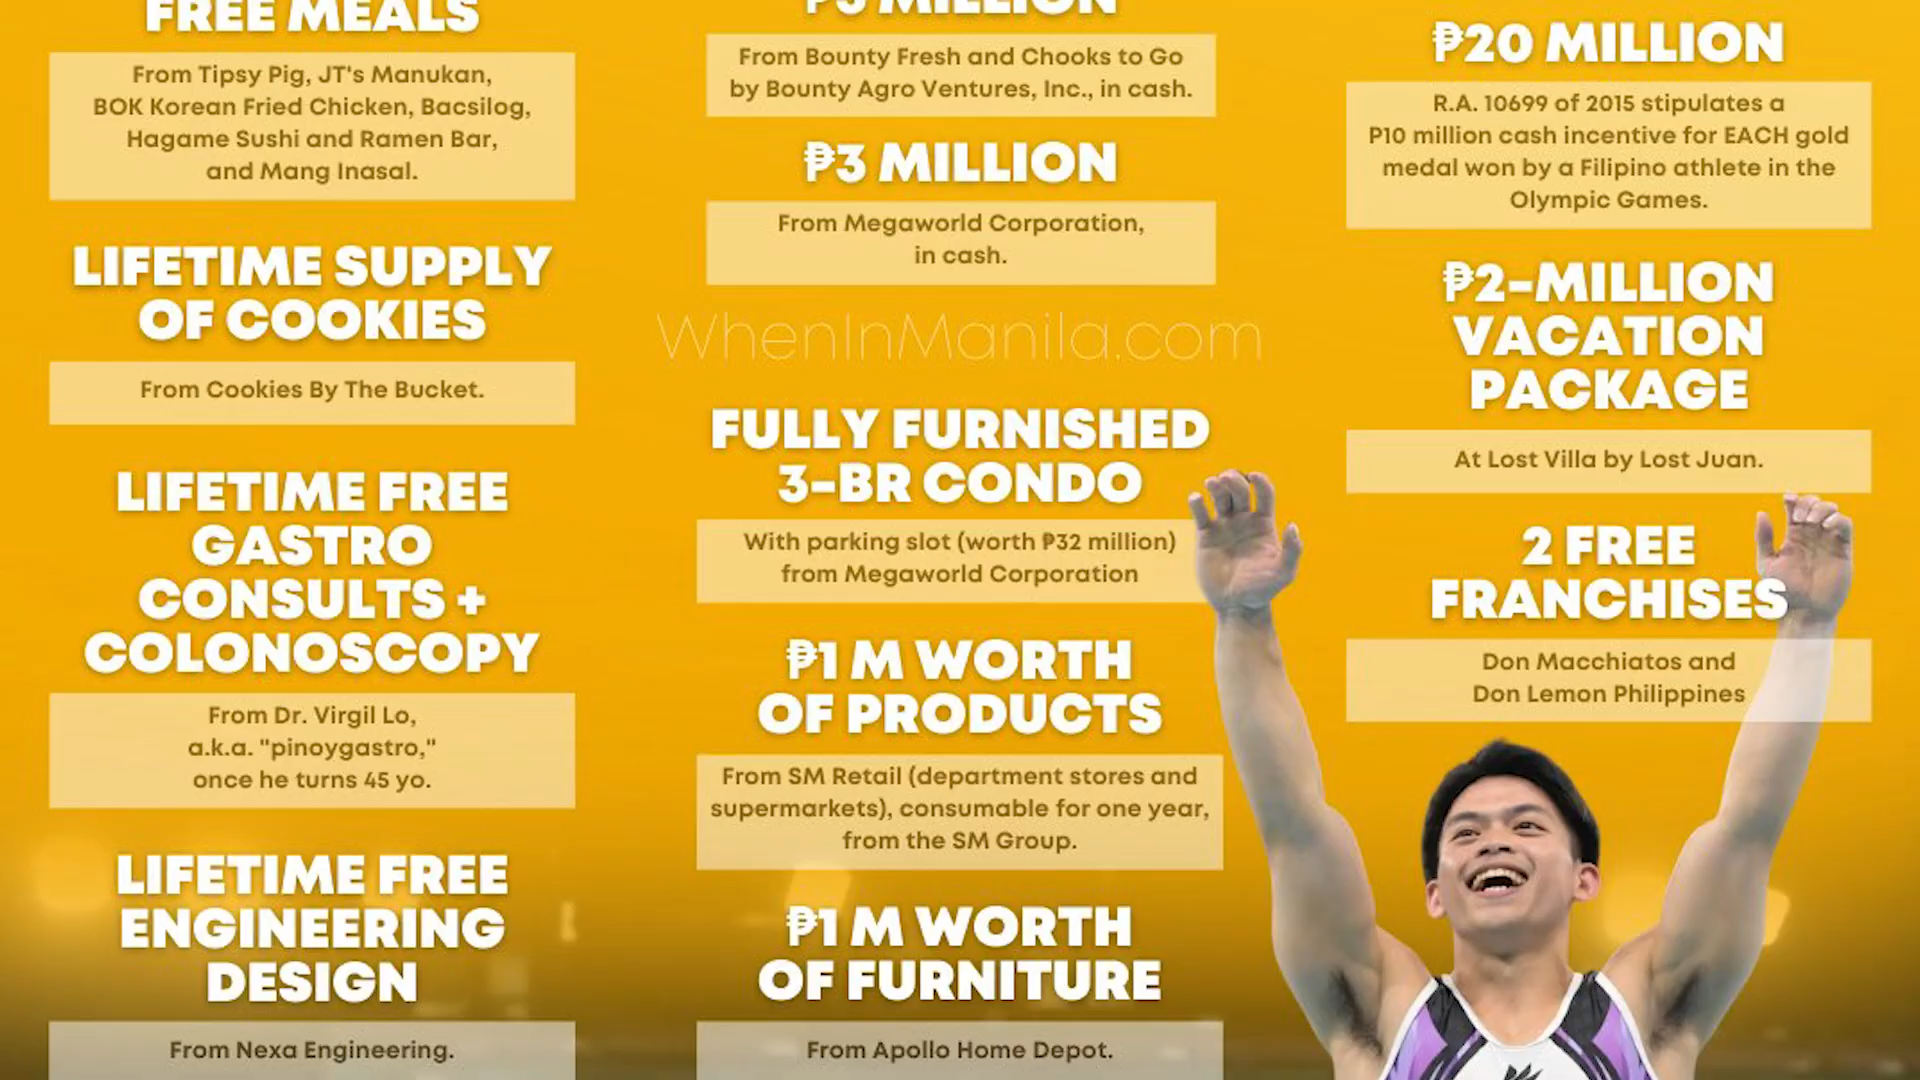 FREE MEALS
From Tipsy Pig, JT's Manukan,
BOK Korean Fried Chicken, Bacsilog,
Hagame Sushi and Ramen Bar,
and Mang Inasal.
LIFETIME SUPPLY
OF COOKIES
From Cookies By The Bucket.
LIFETIME FREE
GASTRO
CONSULTS +
COLONOSCOPY
From Dr. Virgil Lo,
a.k.a. "pinoygastro,"
once he turns 45 yo.
LIFETIME FREE
ENGINEERING
DESIGN
From Nexa Engineering.
MILLION
From Bounty Fresh and Chooks to Go
by Bounty Agro Ventures, Inc., in cash.
₱3 MILLION
From Megaworld Corporation,
in cash.
WhenInManila.com
FULLY FURNISHED
3-BR CONDO
With parking slot (worth ₱32 million)
from Megaworld Corporation
₱1 M WORTH
OF PRODUCTS
From SM Retail (department stores and
supermarkets), consumable for one year,
from the SM Group.
₱1 M WORTH
OF FURNITURE
From Apollo Home Depot.
₱20 MILLION
R.A. 10699 of 2015 stipulates a
P10 million cash incentive for EACH gold
medal won by a Filipino athlete in the
Olympic Games.
₱2-MILLION
VACATION
PACKAGE
At Lost Villa by Lost Juan.
2 FREE
FRANCHISES
Don Macchiatos and
Don Lemon Philippines